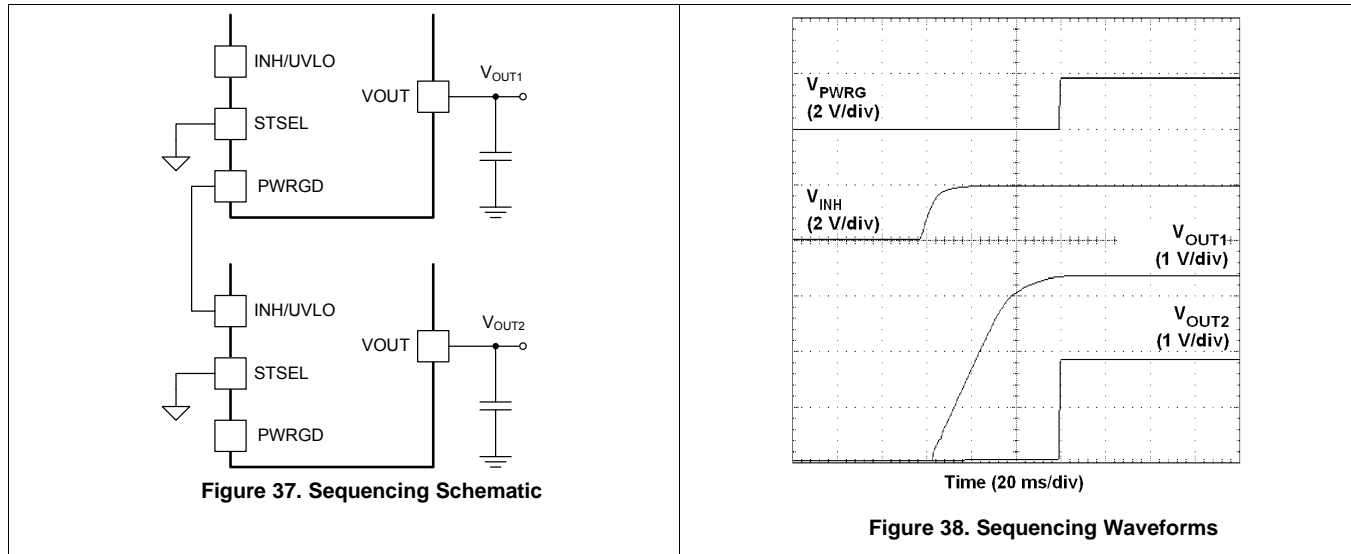 INH/UVLO
VOUT
VOUT1
STSEL
PWRGD
INH/UVLO
VOUT
VOUT2
STSEL
PWRGD
Figure 37. Sequencing Schematic
VPWRG
(2 V/div)
VINH
(2 V/div)
VOUT1
(1 V/div)
VOUT2
(1 V/div)
Time (20 ms/div)
Figure 38. Sequencing Waveforms